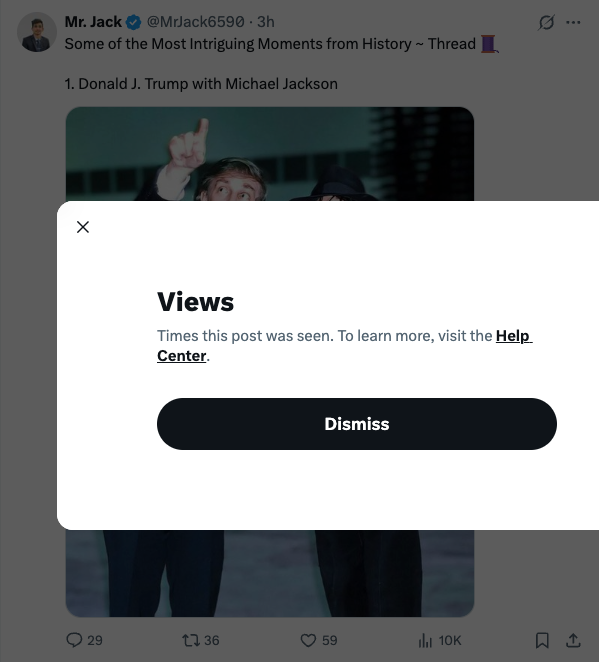 Mr. Jack @MrJack6590 · 3h
Some of the Most Intriguing Moments from History ~ Thread 🧵
1. Donald J. Trump with Michael Jackson
Views
Times this post was seen. To learn more, visit the Help
Center.
Dismiss
29 36 59 10K